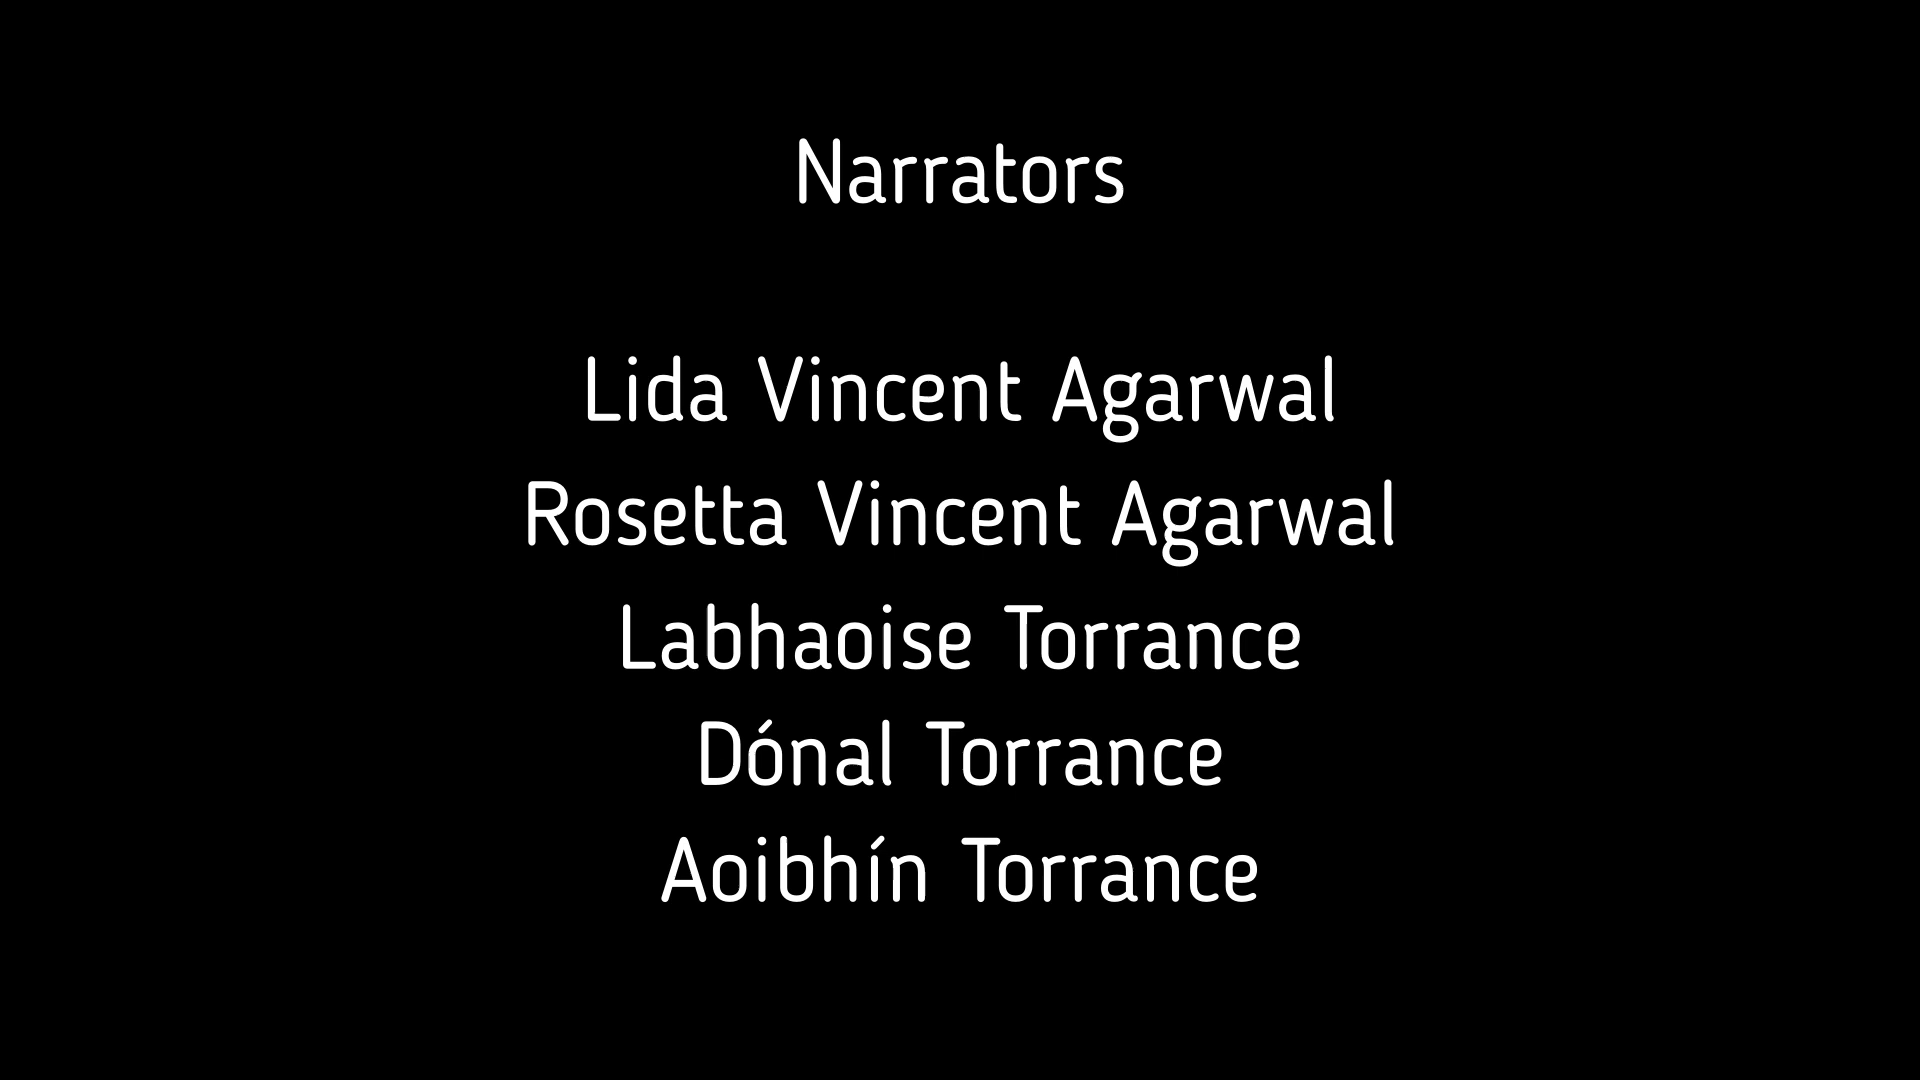 Narrators
Lida Vincent Agarwal
Rosetta Vincent Agarwal
Labhaoise Torrance
Dónal Torrance
Aoibhín Torrance